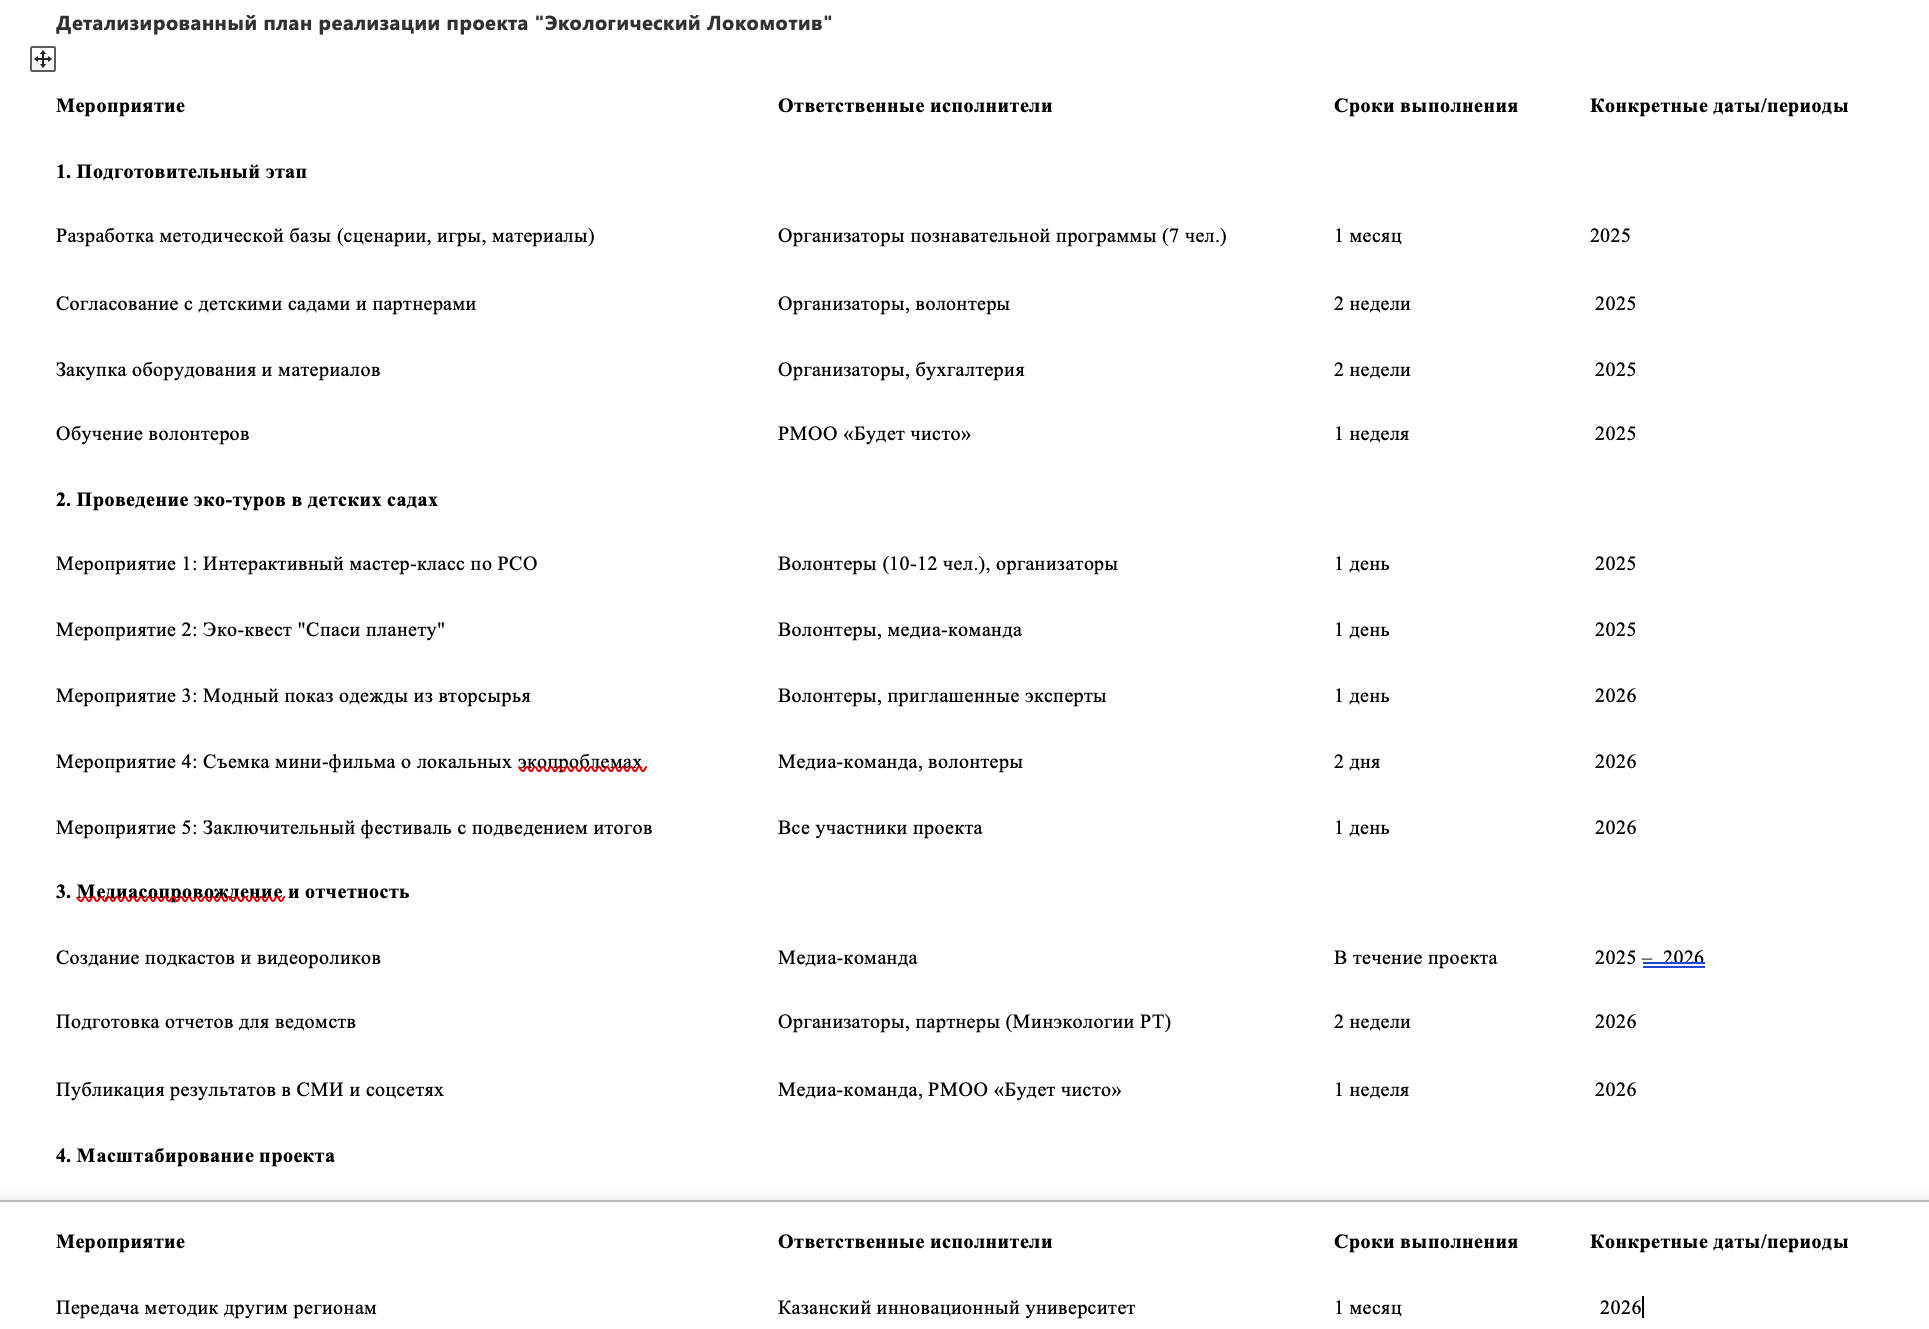 Детализированный план реализации проекта "Экологический Локомотив"
Мероприятие Ответственные исполнители Сроки выполнения Конкретные даты/периоды
1. Подготовительный этап
Разработка методической базы (сценарии, игры, материалы) Организаторы познавательной программы (7 чел.) 1 месяц 2025
Согласование с детскими садами и партнерами Организаторы, волонтеры 2 недели 2025
Закупка оборудования и материалов Организаторы, бухгалтерия 2 недели 2025
Обучение волонтеров РМОО «Будет чисто» 1 неделя 2025
2. Проведение эко-туров в детских садах
Мероприятие 1: Интерактивный мастер-класс по РСО Волонтеры (10-12 чел.), организаторы 1 день 2025
Мероприятие 2: Эко-квест "Спаси планету" Волонтеры, медиа-команда 1 день 2025
Мероприятие 3: Модный показ одежды из вторсырья Волонтеры, приглашенные эксперты 1 день 2026
Мероприятие 4: Съемка мини-фильма о локальных экопроблемах Медиа-команда, волонтеры 2 дня 2026
Мероприятие 5: Заключительный фестиваль с подведением итогов Все участники проекта 1 день 2026
3. Медиасопровождение и отчетность
Создание подкастов и видеороликов Медиа-команда В течение проекта 2025 – 2026
Подготовка отчетов для ведомств Организаторы, партнеры (Минэкологии РТ) 2 недели 2026
Публикация результатов в СМИ и соцсетях Медиа-команда, РМОО «Будет чисто» 1 неделя 2026
4. Масштабирование проекта
Мероприятие Ответственные исполнители Сроки выполнения Конкретные даты/периоды
Передача методик другим регионам Казанский инновационный университет 1 месяц 2026